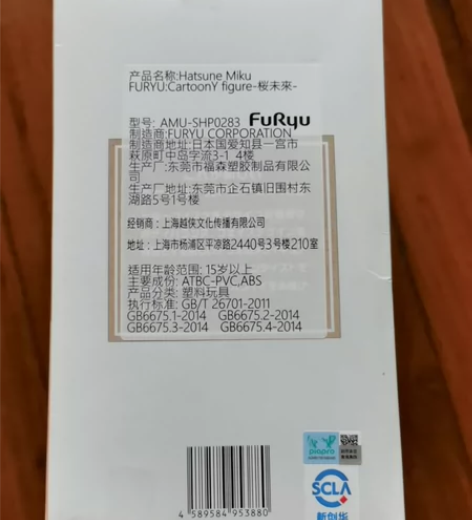 产品名称:Hatsune Miku
FURYU:CartoonY figure-桜未来-
型号: AMU-SHP0283 FuRyu
制造商:FURYU CORPORATION
制造商地址:日本国爱知县一宫市
萩原町中岛字流3-1 4楼
生产厂:东莞市福森塑胶制品有限公
司
生产厂地址:东莞市企石镇旧围村东
湖路5号1号楼
经销商：上海越侠文化传播有限公司
地址：上海市杨浦区平凉路2440号3号楼210室
适用年龄范围: 15岁以上
主要成份: ATBC-PVC,ABS
产品分类: 塑料玩具
执行标准: GB/T 26701-2011
GB6675.1-2014 GB6675.2-2014
GB6675.3-2014 GB6675.4-2014
piapro
SCLA
新创华
4 589584 953880